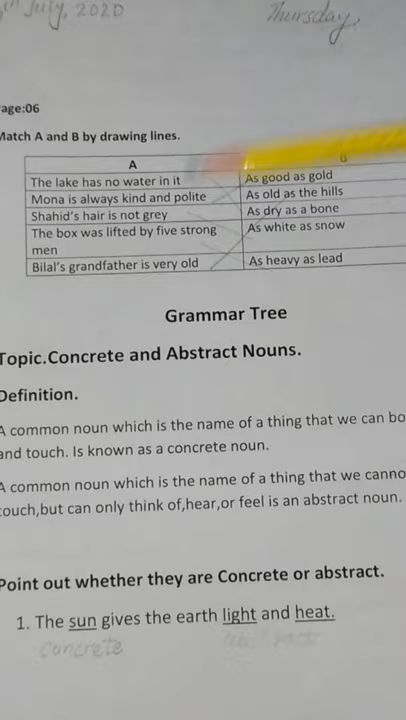 July, 2020 Thursday,
age:06
Match A and B by drawing lines.
A B
The lake has no water in it As good as gold
Mona is always kind and polite As old as the hills
Shahid's hair is not grey As dry as a bone
The box was lifted by five strong men As white as snow
Bilal's grandfather is very old As heavy as lead
Grammar Tree
Topic.Concrete and Abstract Nouns.
Definition.
A common noun which is the name of a thing that we can bo
and touch. Is known as a concrete noun.
A common noun which is the name of a thing that we canno
touch,but can only think of,hear,or feel is an abstract noun.
Point out whether they are Concrete or abstract.
1. The sun gives the earth light and heat.
Concrete